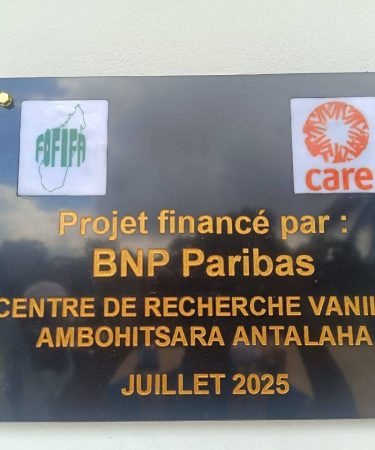 FOFIFA
care
Projet financé par :
BNP Paribas
CENTRE DE RECHERCHE
AMBOHITSARA ANTALAHA
JUILLET 2025